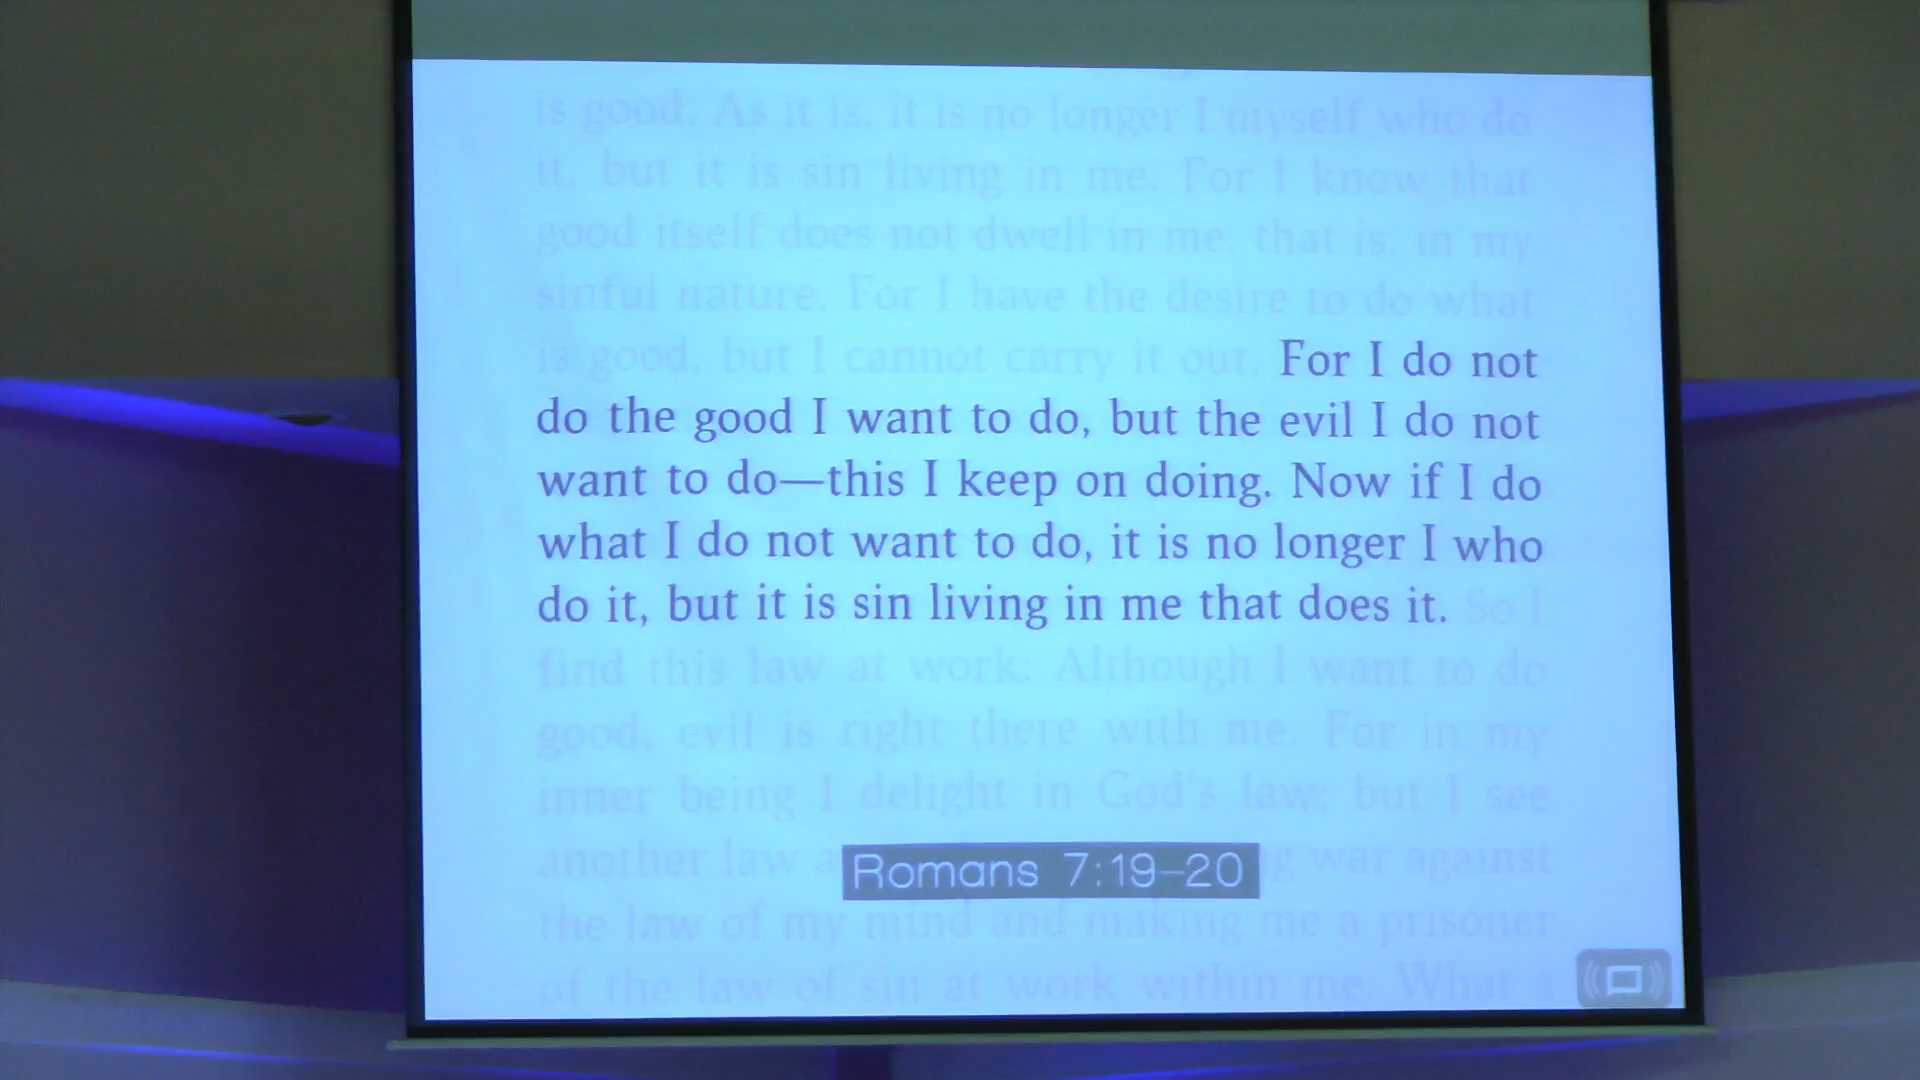 is good. As it is, it is no longer I myself who do
it, but it is sin living in me. For I know that
good itself does not dwell in me, that is, in my
sinful nature. For I have the desire to do what
is good, but I cannot carry it out. For I do not
do the good I want to do, but the evil I do not
want to do—this I keep on doing. Now if I do
what I do not want to do, it is no longer I who
do it, but it is sin living in me that does it. So I
find this law at work: Although I want to do
good, evil is right there with me. For in my
inner being I delight in God's law; but I see
another law a g war against
Romans 7:19–20
the law of my mind and making me a prisoner
of the law of sin at work within me. What a